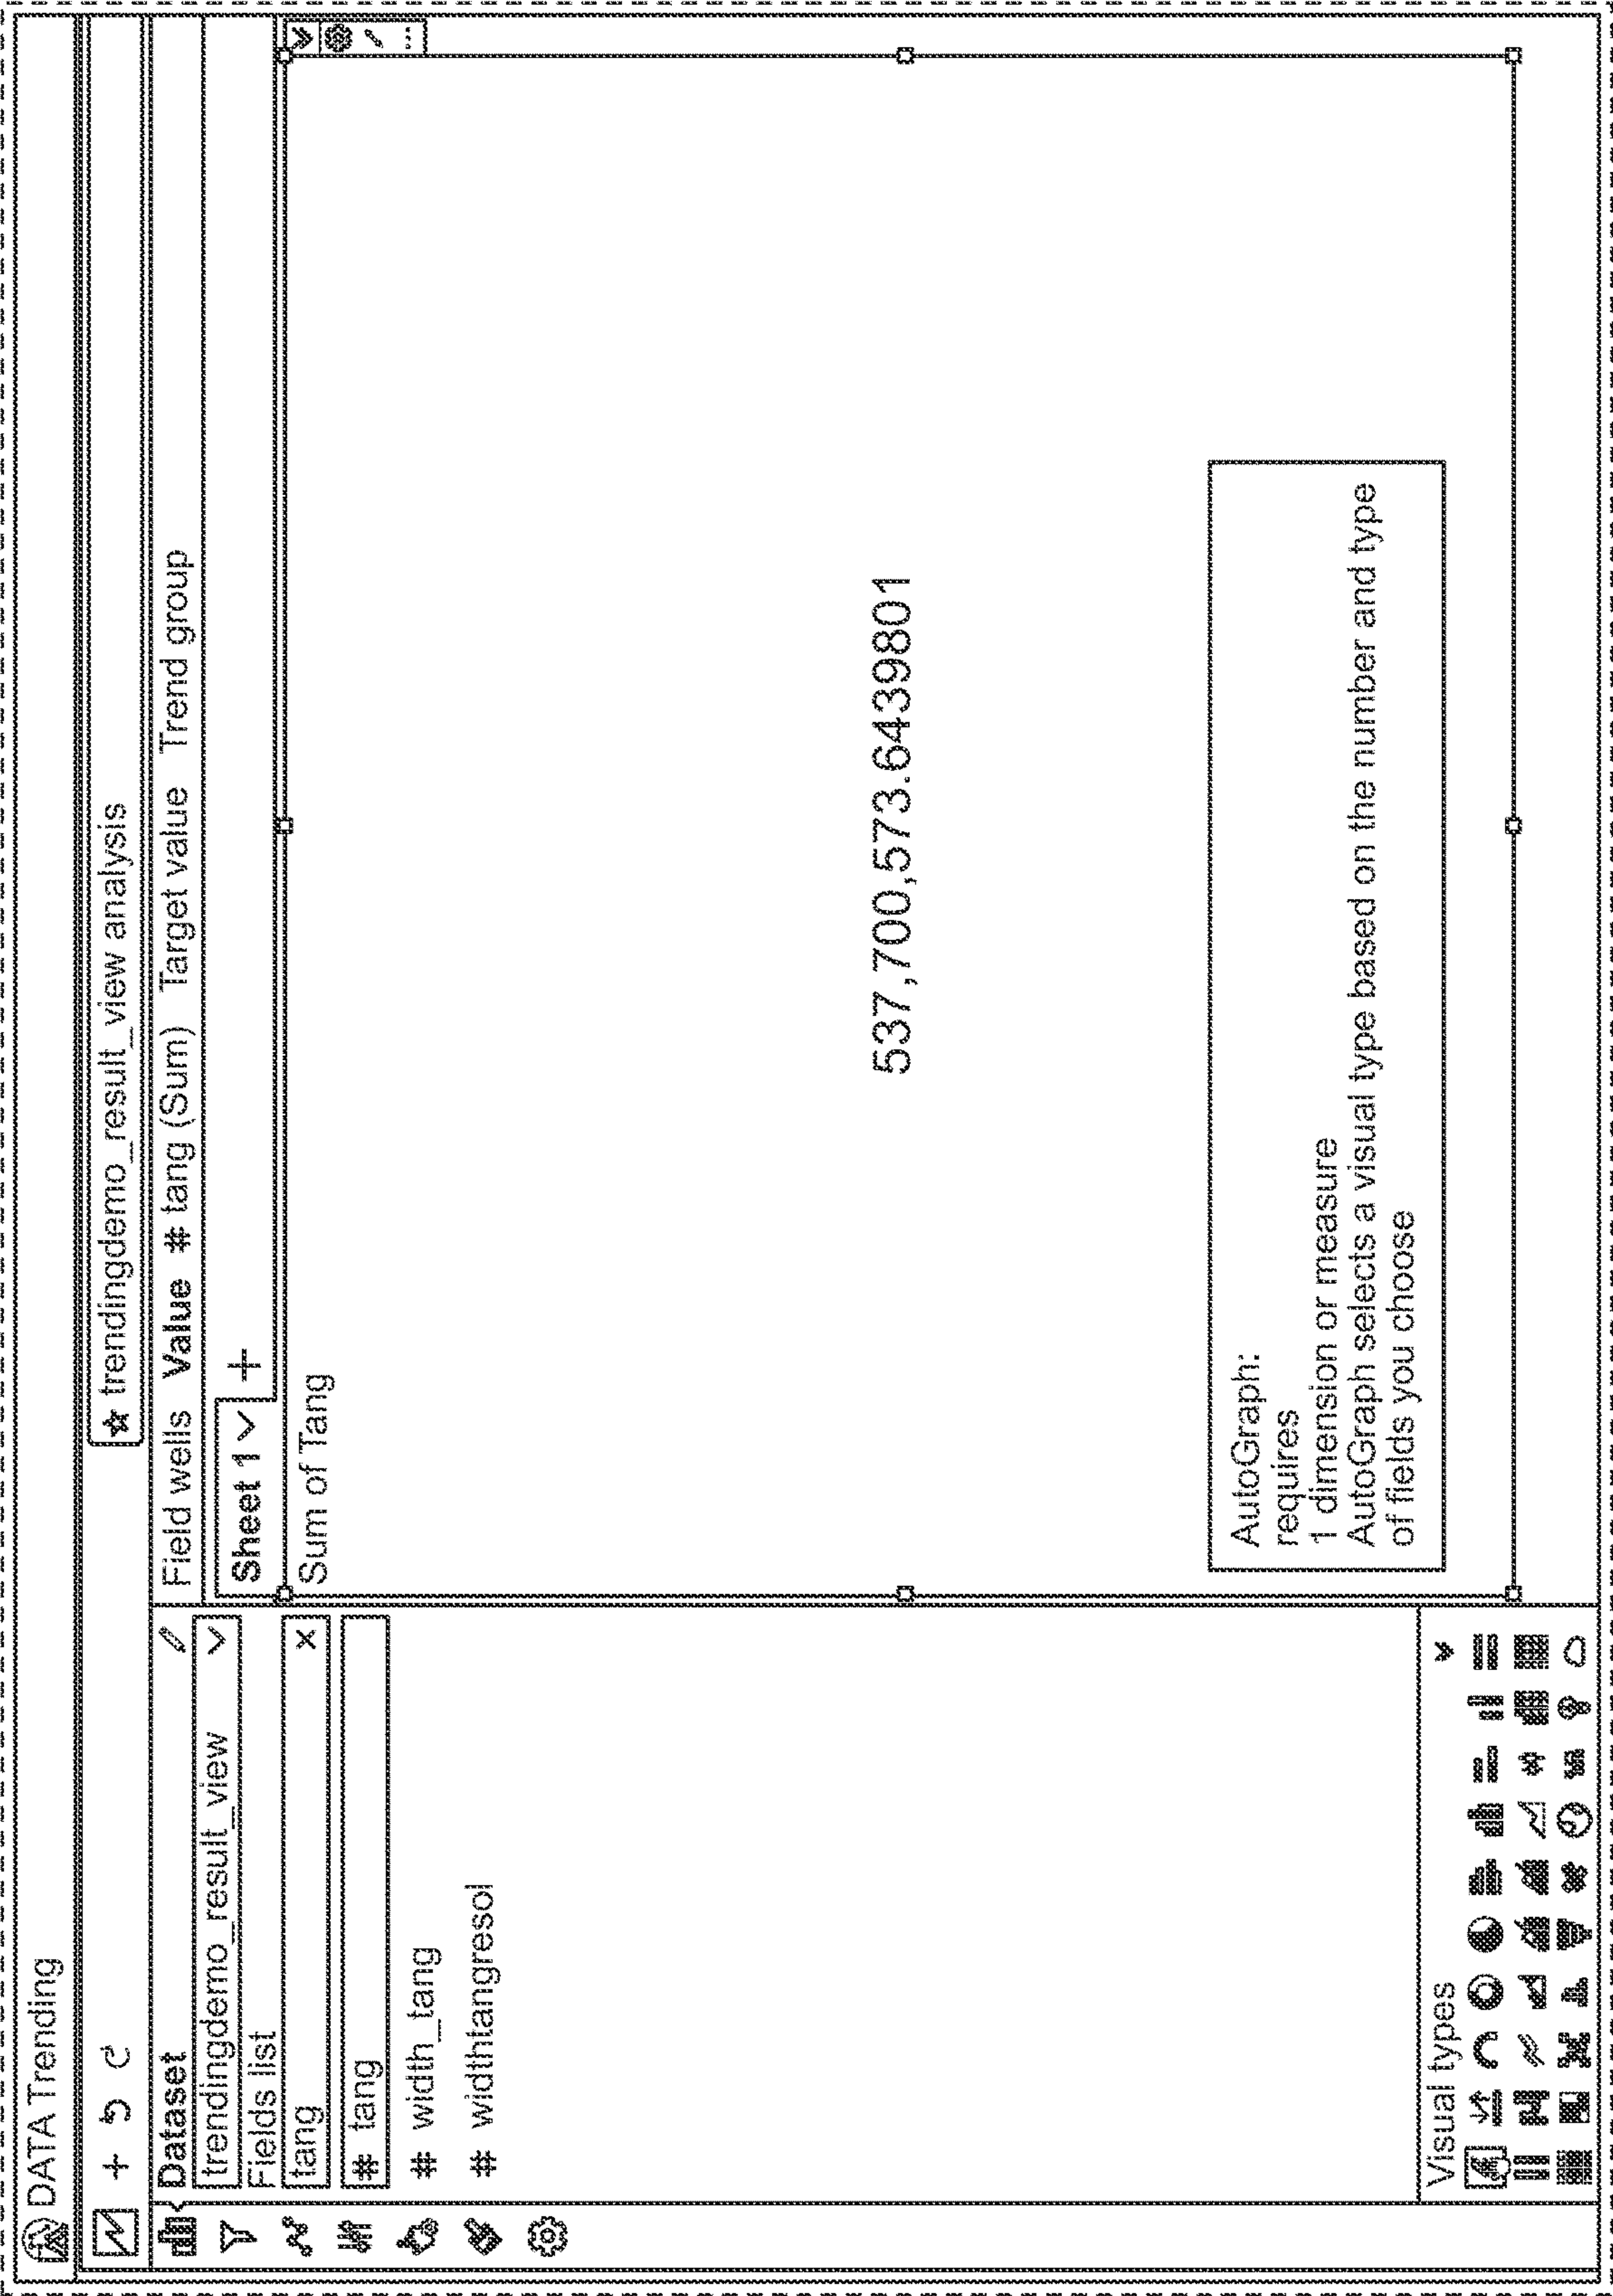 DATA Trending
trendingdemo_result_view analysis
Dataset
trendingdemo_result_view
Fields list
tang
# tang
# width_tang
# widthtangresol
Visual types
Field wells Value # tang (Sum) Target value Trend group
Sheet 1
Sum of Tang
537,700,573.6439801
AutoGraph:
requires
1 dimension or measure
AutoGraph selects a visual type based on the number and type
of fields you choose